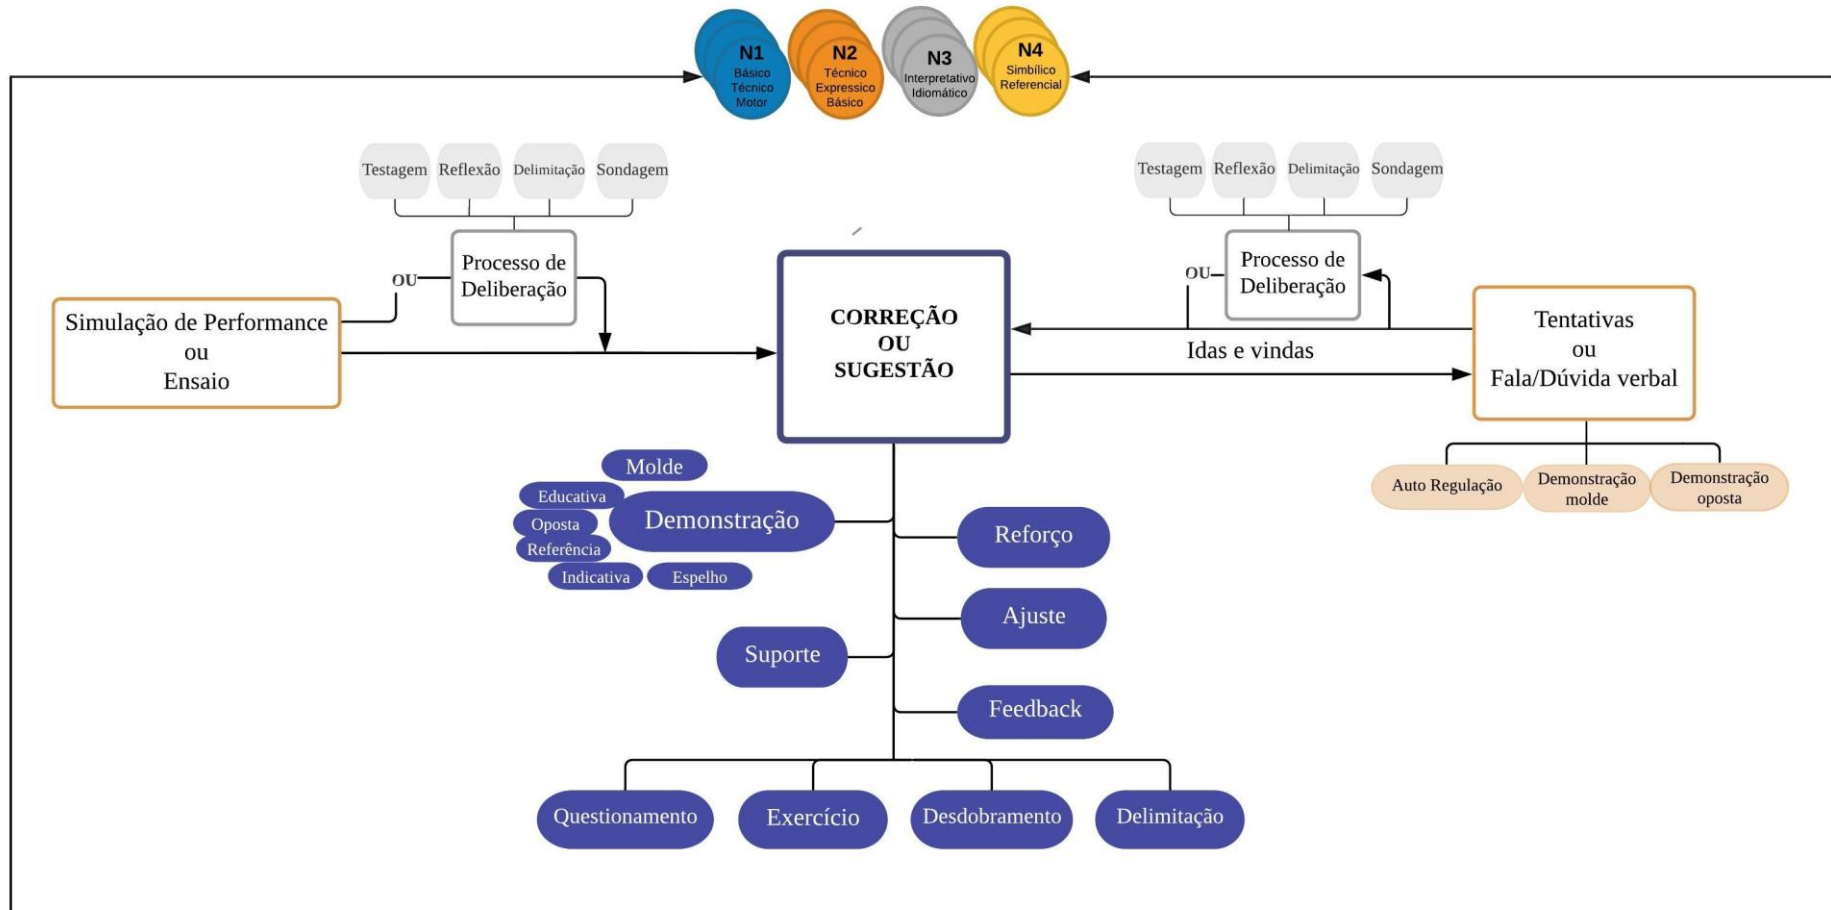 N1
Básico
Técnico
Motor
N2
Técnico
Expressico
Básico
N3
Interpretativo
Idiomático
N4
Simbílico
Referencial
Testagem
Reflexão
Delimitação
Sondagem
Processo de
Deliberação
OU
Simulação de Performance
ou
Ensaio
CORREÇÃO
OU
SUGESTÃO
Testagem
Reflexão
Delimitação
Sondagem
Processo de
Deliberação
OU
Idas e vindas
Tentativas
ou
Fala/Dúvida verbal
Auto Regulação
Demonstração
molde
Demonstração
oposta
Molde
Educativa
Oposta
Referência
Indicativa
Espelho
Demonstração
Suporte
Reforço
Ajuste
Feedback
Questionamento
Exercício
Desdobramento
Delimitação